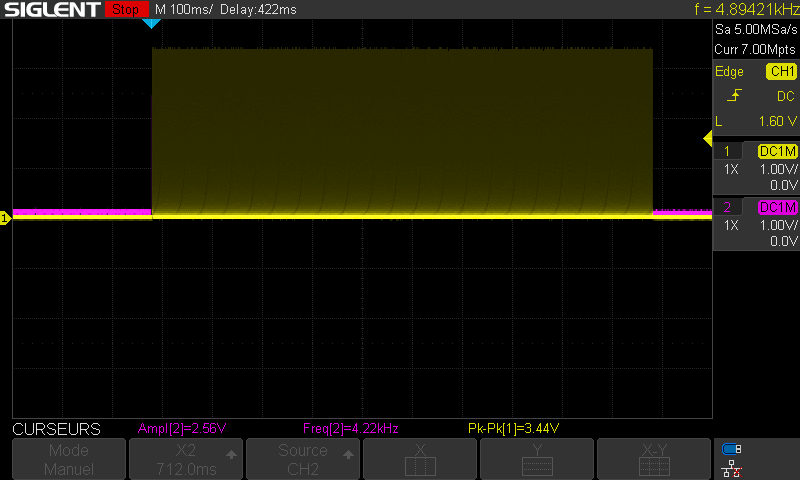 SIGLENT Stop M 100ms/ Delay:422ms f = 4.89421kHz
Sa 5.00MSa/s
Curr 7.00Mpts
Edge CH1
DC
L 1.60 V
1 DC1M
1X 1.00V/
0.0V
2 DC1M
1X 1.00V/
0.0V
1
CURSEURS Ampl[2]=2.56V Freq[2]=4.22kHz Pk-Pk[1]=3.44V
Mode X2 Source X Y X-Y
Manuel 712.0ms CH2